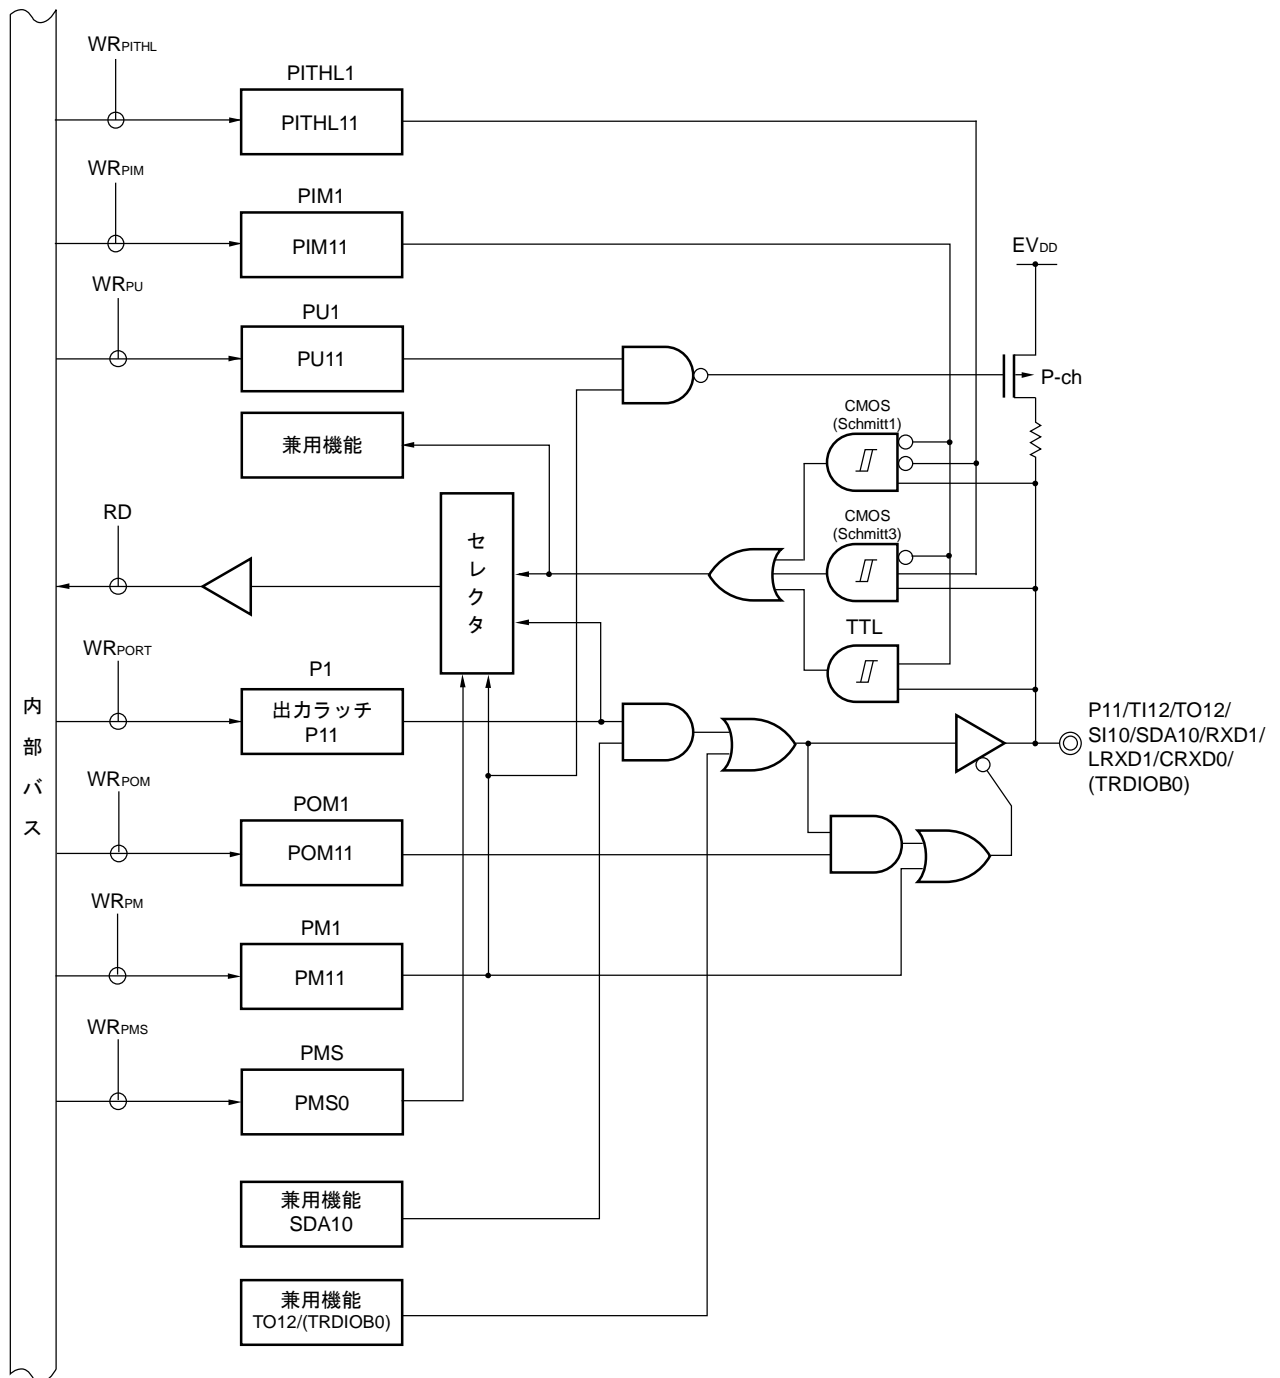 WRPITHL
PITHL1
PITHL11
WRPIM
PIM1
PIM11
WRPU
PU1
PU11
EVDD
P-ch
兼用機能
CMOS
(Schmitt1)
RD
セレクタ
CMOS
(Schmitt3)
TTL
WRPORT
P1
出力ラッチ
P11
内部バス
P11/TI12/TO12/
SI10/SDA10/RXD1/
LRXD1/CRXD0/
(TRDIOB0)
WRPOM
POM1
POM11
WRPM
PM1
PM11
WRPMS
PMS
PMS0
兼用機能
SDA10
兼用機能
TO12/(TRDIOB0)